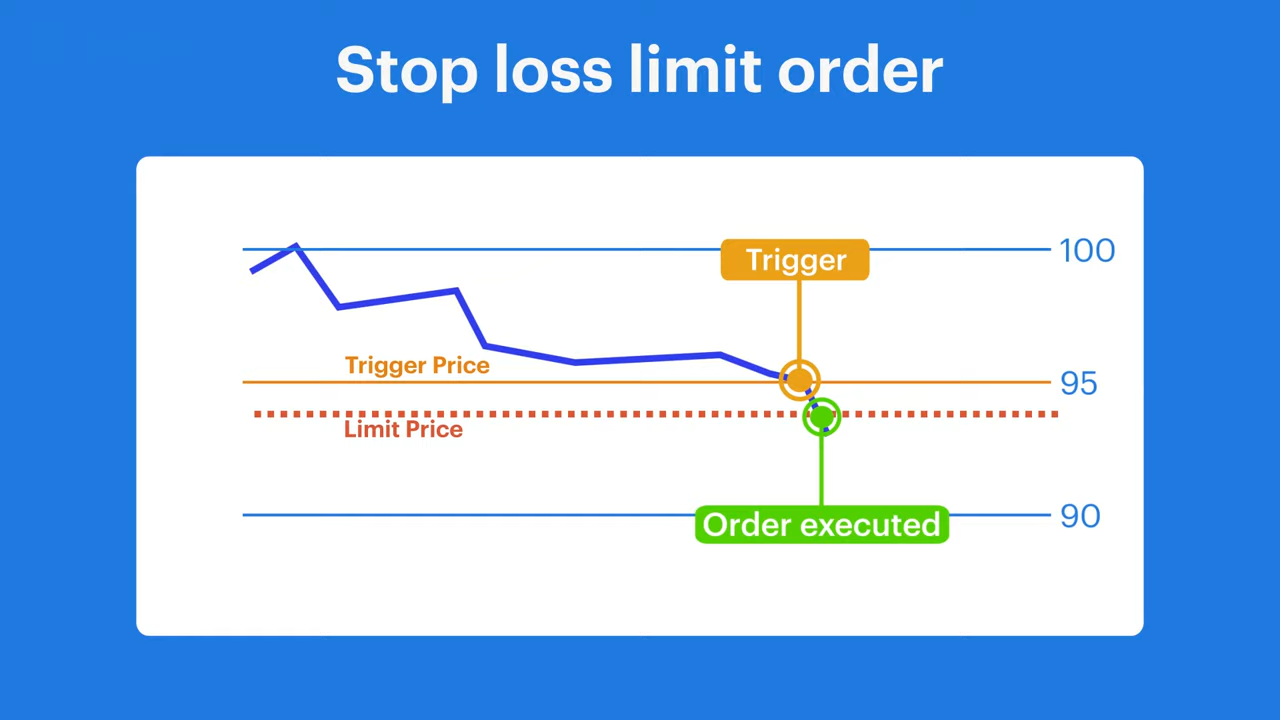 Stop loss limit order
100
Trigger
Trigger Price
95
Limit Price
90
Order executed